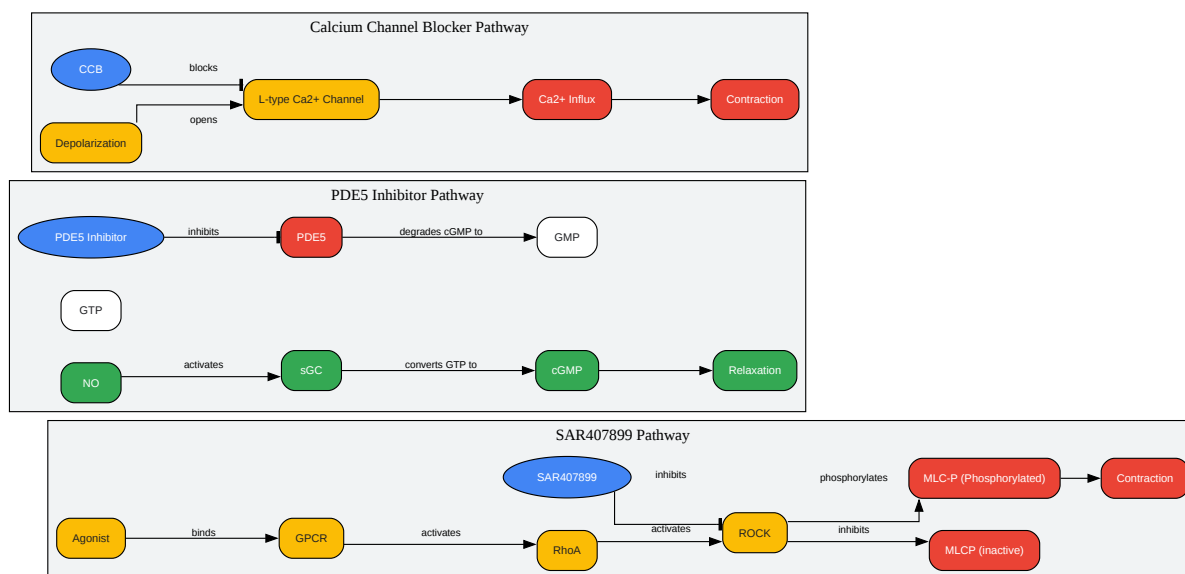 Calcium Channel Blocker Pathway
CCB
blocks
L-type Ca2+ Channel
Ca2+ Influx
Contraction
opens
Depolarization
PDE5 Inhibitor Pathway
PDE5 Inhibitor
inhibits
PDE5
degrades cGMP to
GMP
GTP
NO
activates
sGC
converts GTP to
cGMP
Relaxation
SAR407899 Pathway
SAR407899
inhibits
phosphorylates
MLC-P (Phosphorylated)
Contraction
Agonist
binds
GPCR
activates
RhoA
activates
ROCK
inhibits
MLCP (inactive)